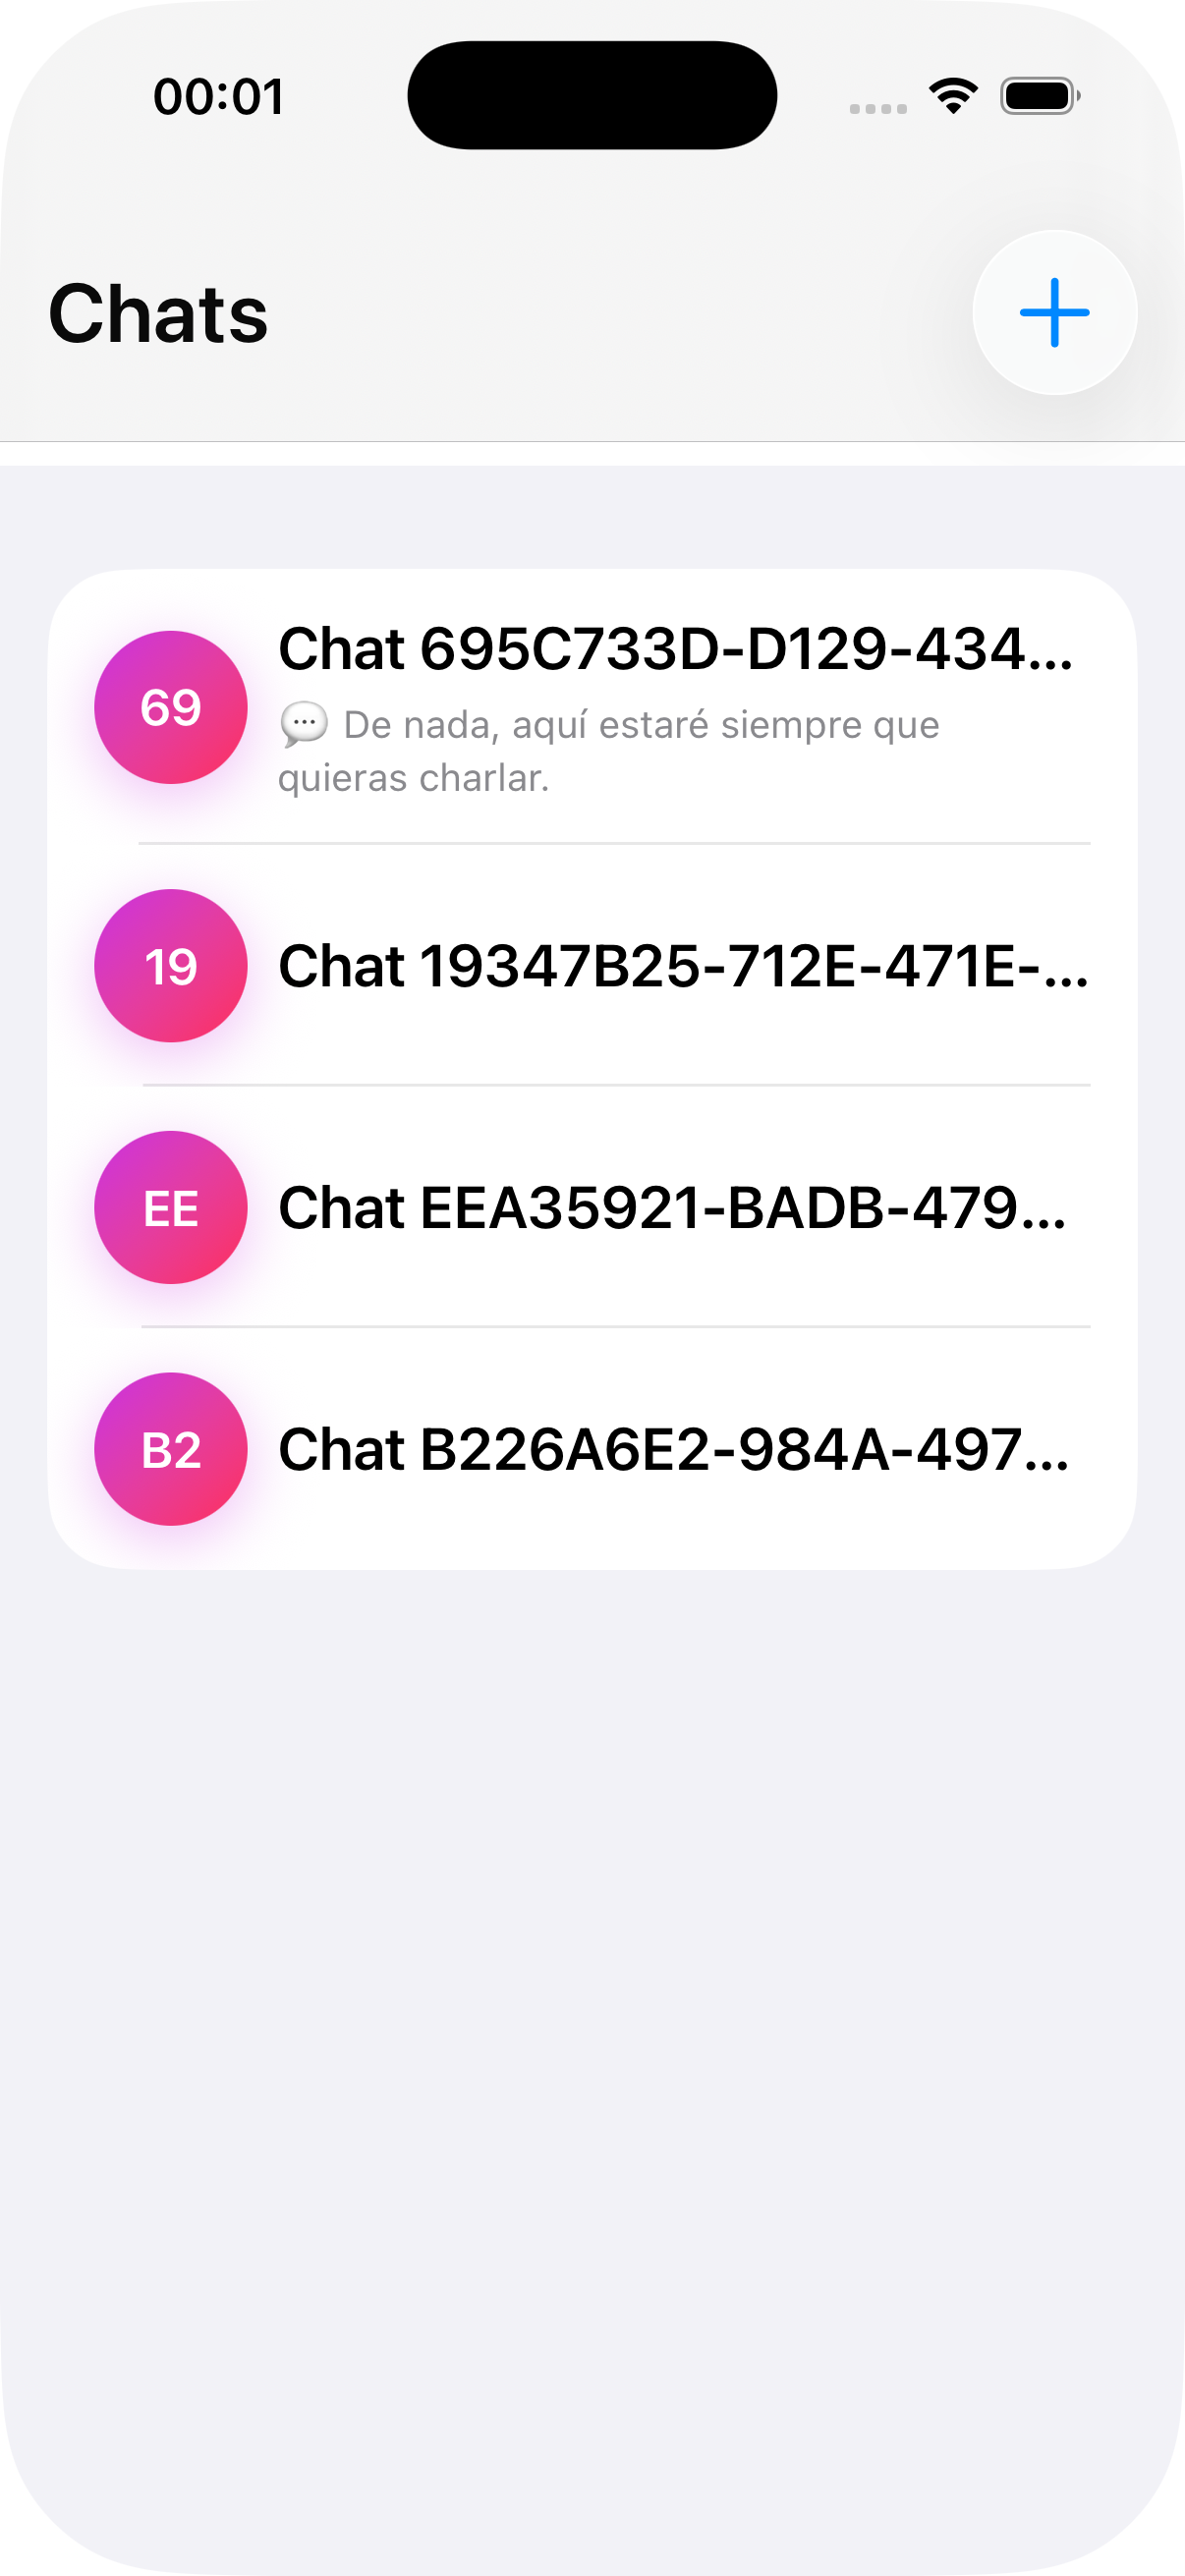 00:01
Chats
69
Chat 695C733D-D129-434...
💬 De nada, aquí estaré siempre que
quieras charlar.
19
Chat 19347B25-712E-471E-...
EE
Chat EEA35921-BADB-479...
B2
Chat B226A6E2-984A-497...